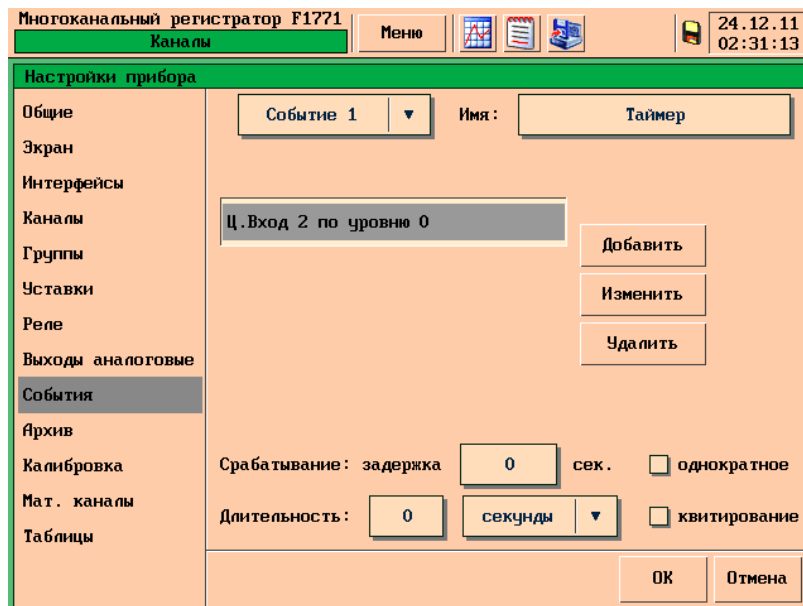 Многоканальный регистратор F1771
Каналы
Меню
24.12.11
02:31:13
Настройки прибора
Общие
Экран
Интерфейсы
Каналы
Группы
Уставки
Реле
Выходы аналоговые
События
Архив
Калибровка
Мат. каналы
Таблицы
Событие 1
Имя:
Таймер
Ц.Вход 2 по уровню 0
Добавить
Изменить
Удалить
Срабатывание: задержка 0 сек. однократное
Длительность: 0 секунды квитирование
ОК
Отмена